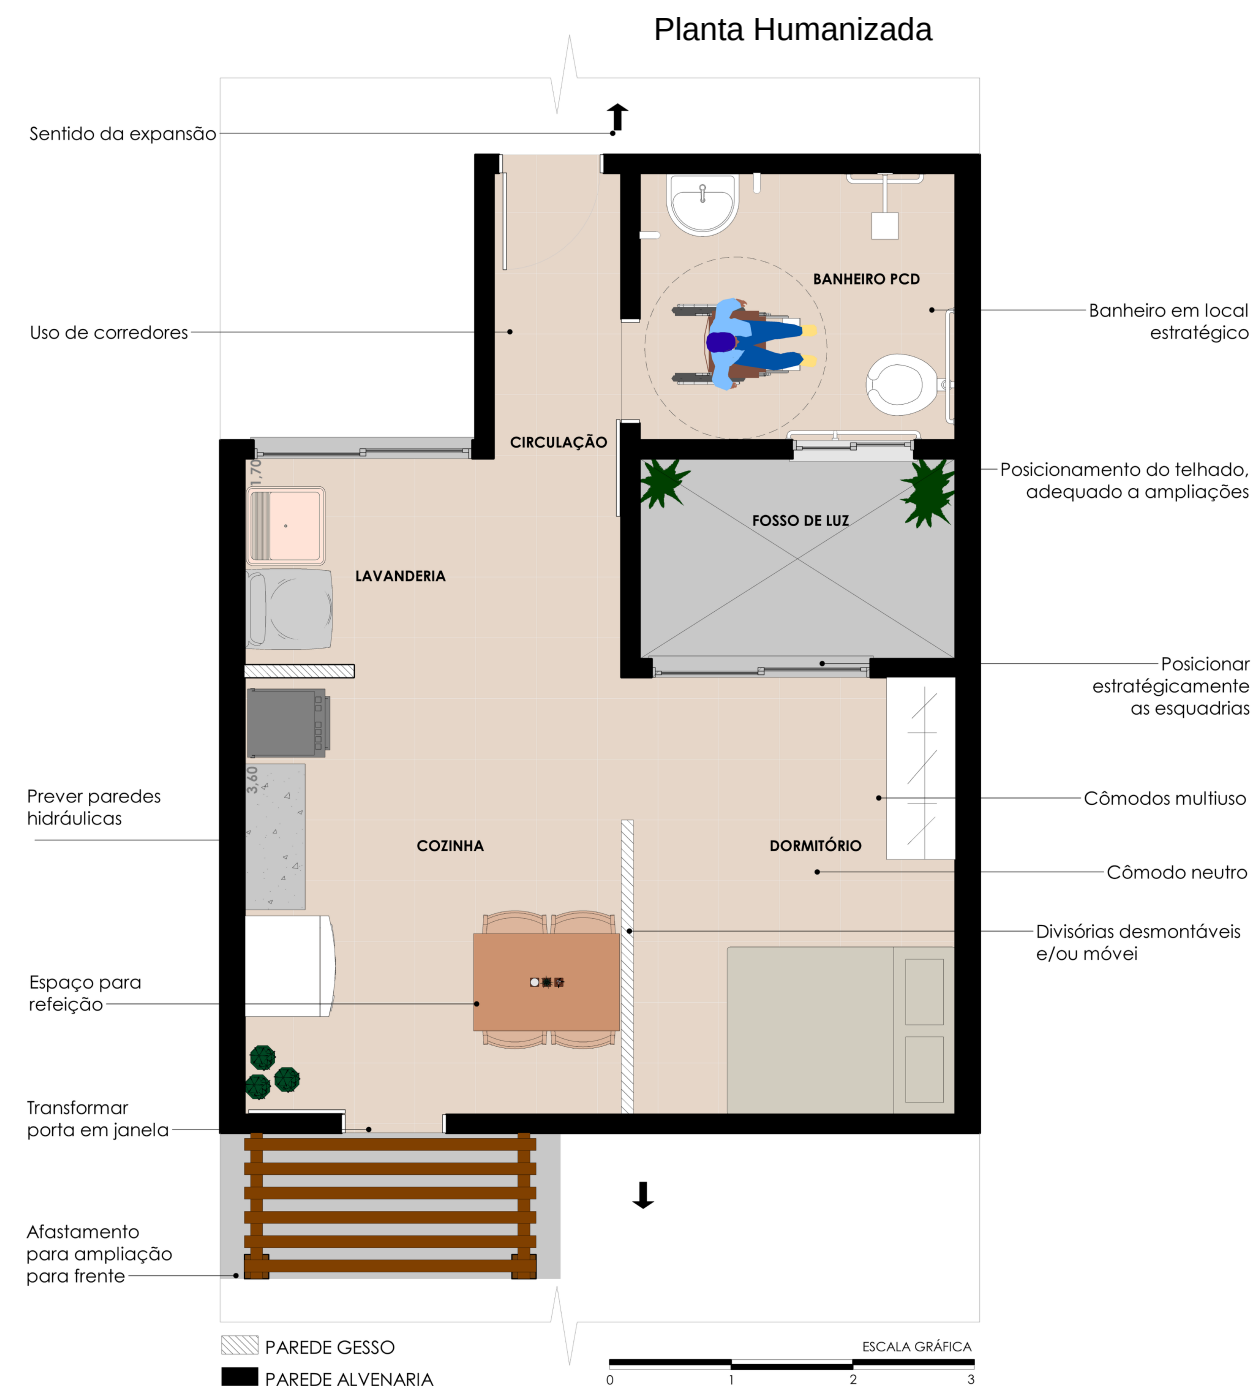 Planta Humanizada
Sentido da expansão
BANHEIRO PCD
Banheiro em local
estratégico
Uso de corredores
CIRCULAÇÃO
1,70
Posicionamento do telhado,
adequado a ampliações
FOSSO DE LUZ
LAVANDERIA
Posicionar
estratégicamente
as esquadrias
3,60
Prever paredes
hidráulicas
Cômodos multiuso
COZINHA
DORMITÓRIO
Cômodo neutro
Divisórias desmontáveis
e/ou móvei
Espaço para
refeição
Transformar
porta em janela
Afastamento
para ampliação
para frente
PAREDE GESSO
PAREDE ALVENARIA
ESCALA GRÁFICA
0 1 2 3